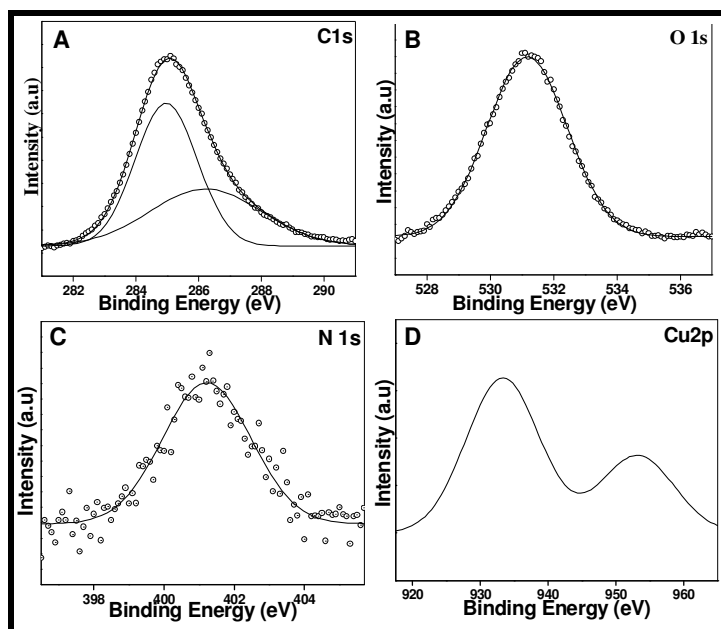 A
C1s
Intensity (a.u)
282 284 286 288 290
Binding Energy (eV)
B
O 1s
Intensity (a.u)
528 530 532 534 536
Binding Energy (eV)
C
N 1s
Intensity (a.u)
398 400 402 404
Binding Energy (eV)
D
Cu2p
Intensity (a.u)
920 930 940 950 960
Binding Energy (eV)